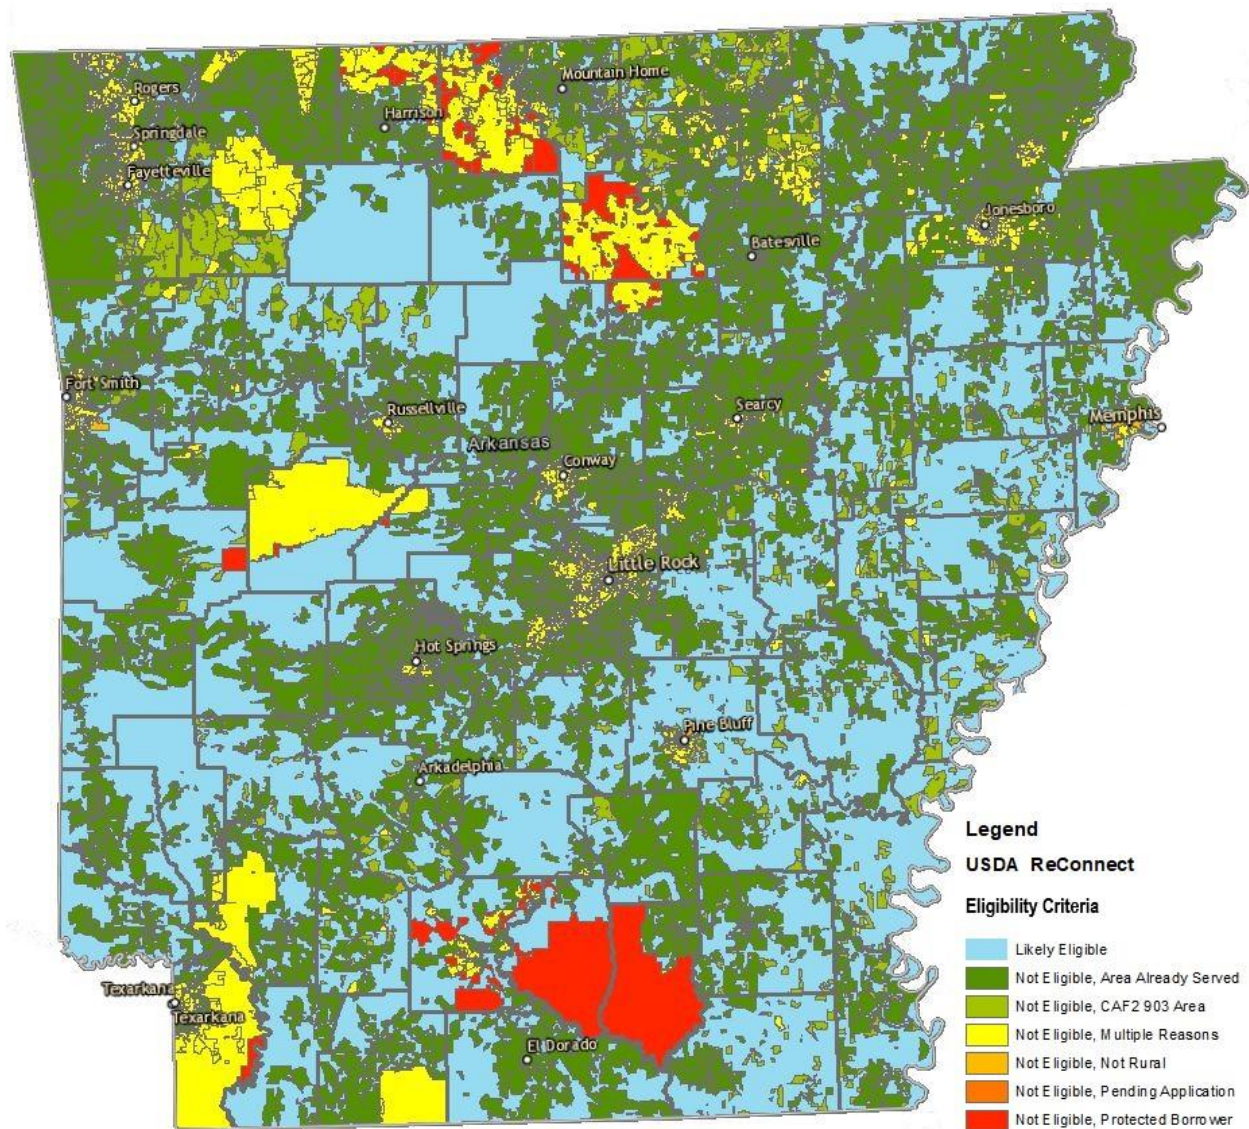 Mountain Home
Rogers
Harrison
Springdale
Fayetteville
Jonesboro
Batesville
Fort Smith
Russellville
Searcy
Memphis
Arkansas
Conway
Little Rock
Hot Springs
Pine Bluff
Arkadelphia
Texarkana
Texarkana
El Dorado
Legend
USDA ReConnect
Eligibility Criteria
Likely Eligible
Not Eligible, Area Already Served
Not Eligible, CAF2 903 Area
Not Eligible, Multiple Reasons
Not Eligible, Not Rural
Not Eligible, Pending Application
Not Eligible, Protected Borrower